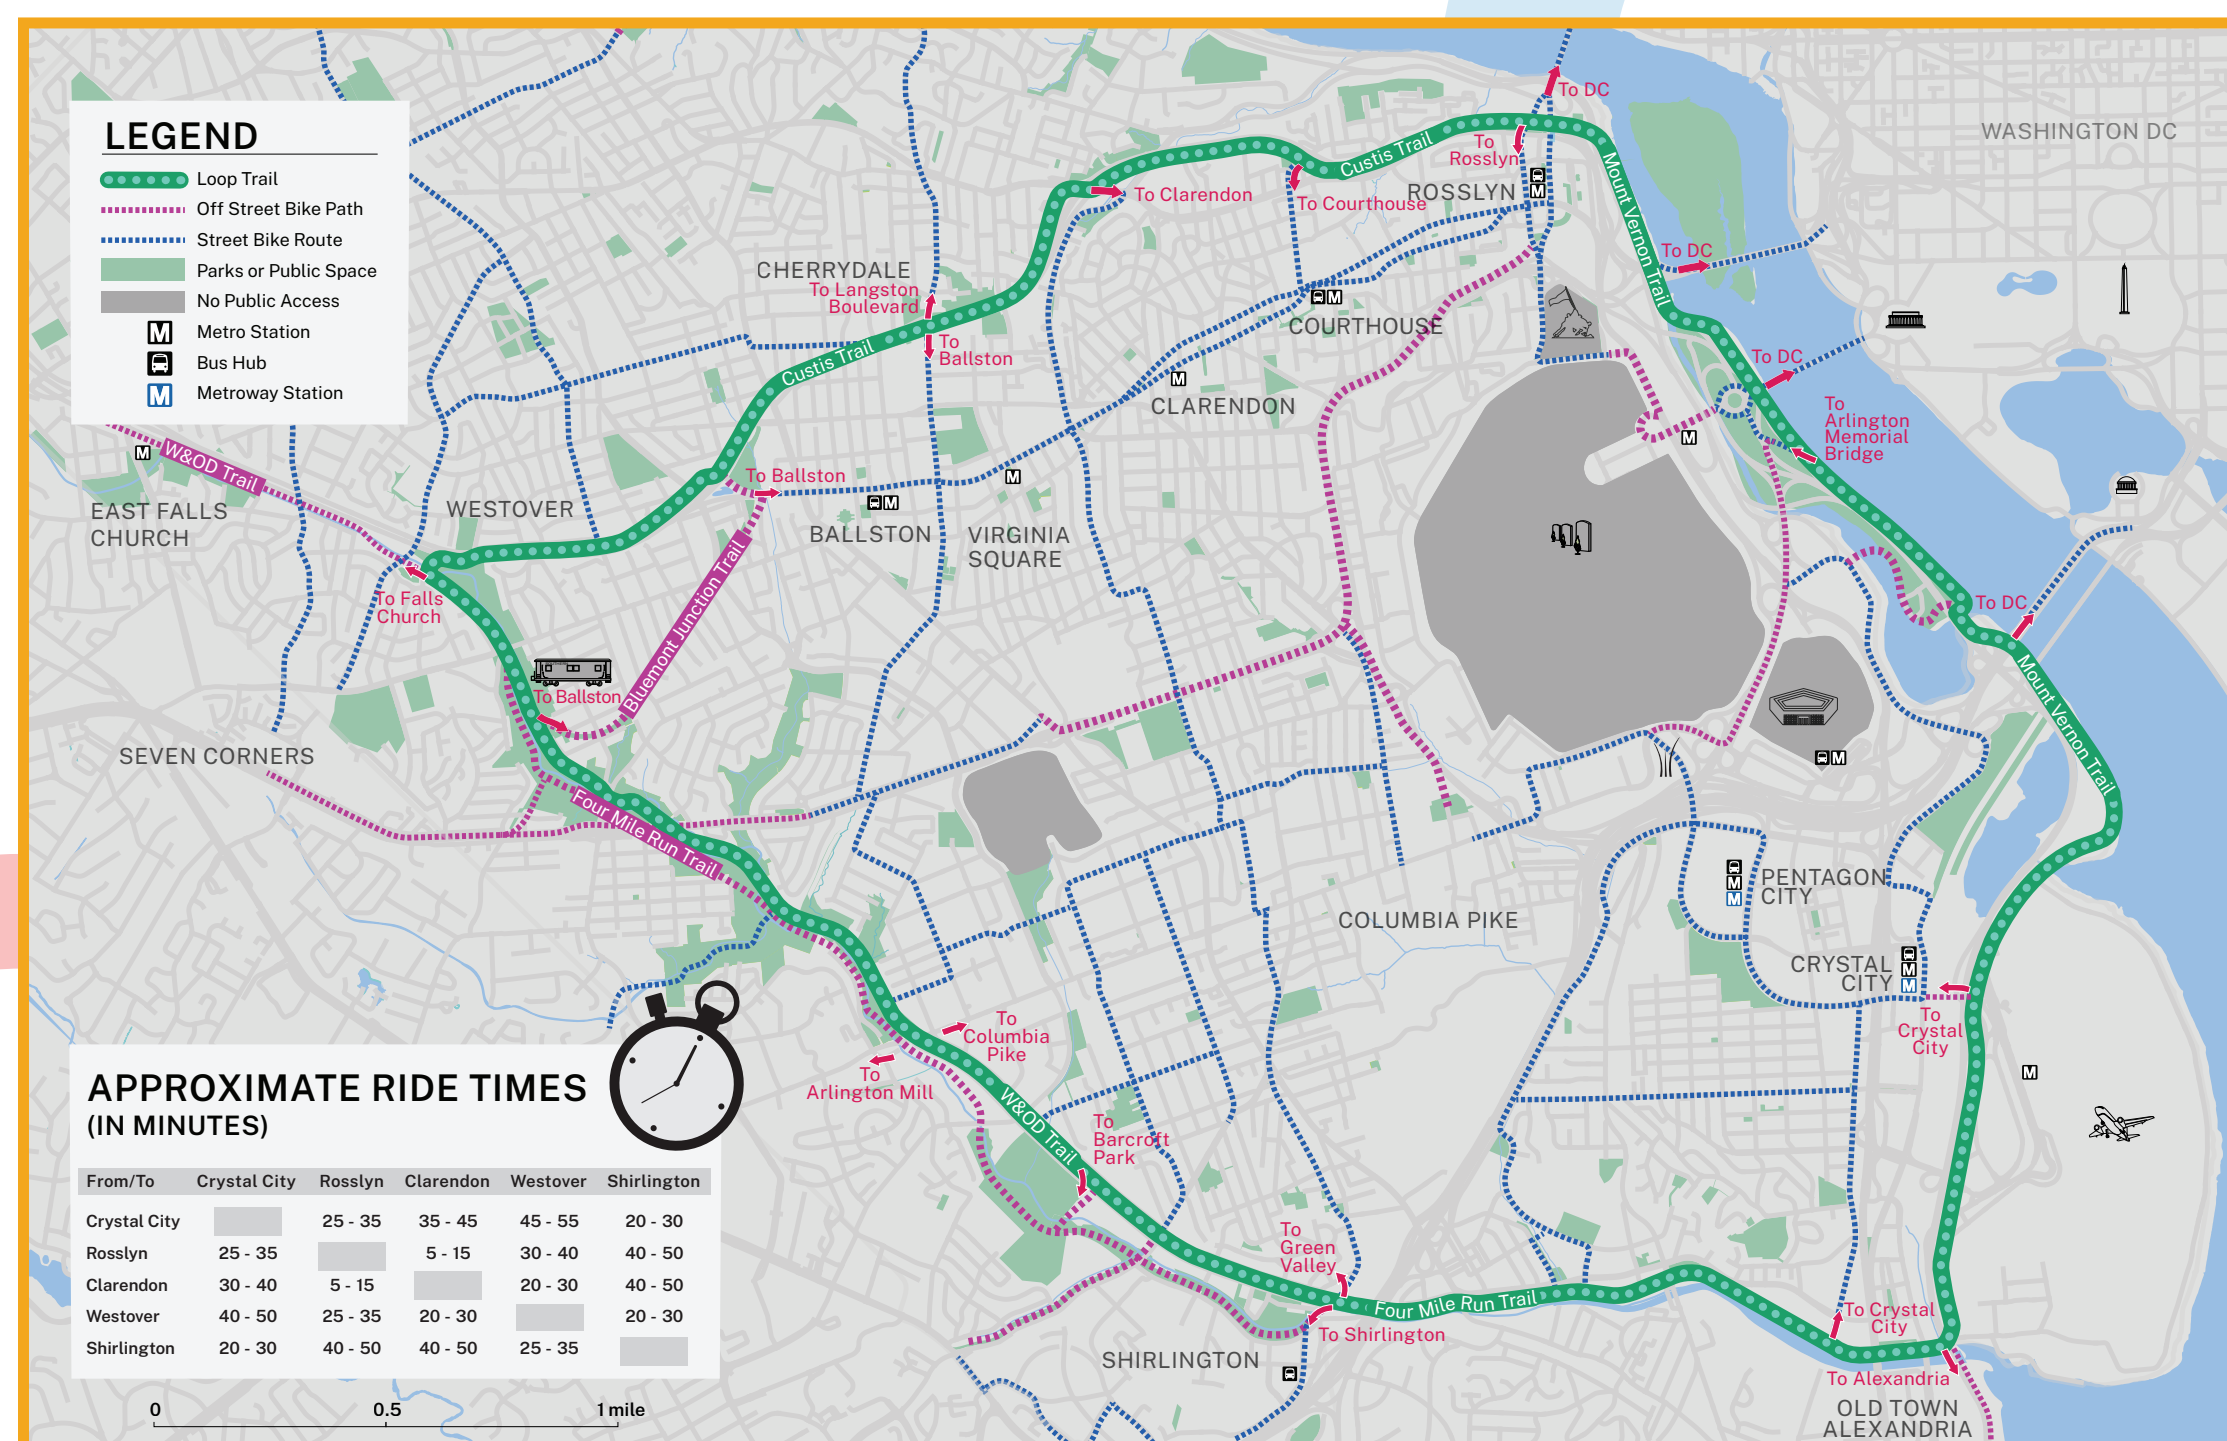 LEGEND
Loop Trail
Off Street Bike Path
Street Bike Route
Parks or Public Space
No Public Access
M Metro Station
Bus Hub
M Metroway Station
To DC
WASHINGTON DC
To
Rosslyn
Custis Trail
ROSSLYN
M
To Clarendon
To Courthouse
Mount Vernon Trail
To DC
CHERRYDALE
To Langston
Boulevard
To
Ballston
Custis Trail
M
COURTHOUSE
M
CLARENDON
To DC
To
Arlington
Memorial
Bridge
M
M
W&OD Trail
EAST FALLS
CHURCH
WESTOVER
To Ballston
M
BALLSTON
M
VIRGINIA
SQUARE
To Falls
Church
Bluemont Junction Trail
To Ballston
To DC
Mount Vernon Trail
M
SEVEN CORNERS
Four Mile Run Trail
COLUMBIA PIKE
M
M
PENTAGON
CITY
M
M
CRYSTAL
CITY
To
Crystal
City
M
To
Columbia
Pike
To
Arlington Mill
W&OD Trail
To
Barcroft
Park
To
Green
Valley
Four Mile Run Trail
To Shirlington
SHIRLINGTON
To Crystal
City
To Alexandria
OLD TOWN
ALEXANDRIA
APPROXIMATE RIDE TIMES
(IN MINUTES)
From/To Crystal City Rosslyn Clarendon Westover Shirlington
Crystal City 25 - 35 35 - 45 45 - 55 20 - 30
Rosslyn 25 - 35 5 - 15 30 - 40 40 - 50
Clarendon 30 - 40 5 - 15 20 - 30 40 - 50
Westover 40 - 50 25 - 35 20 - 30 20 - 30
Shirlington 20 - 30 40 - 50 40 - 50 25 - 35
0 0.5 1 mile